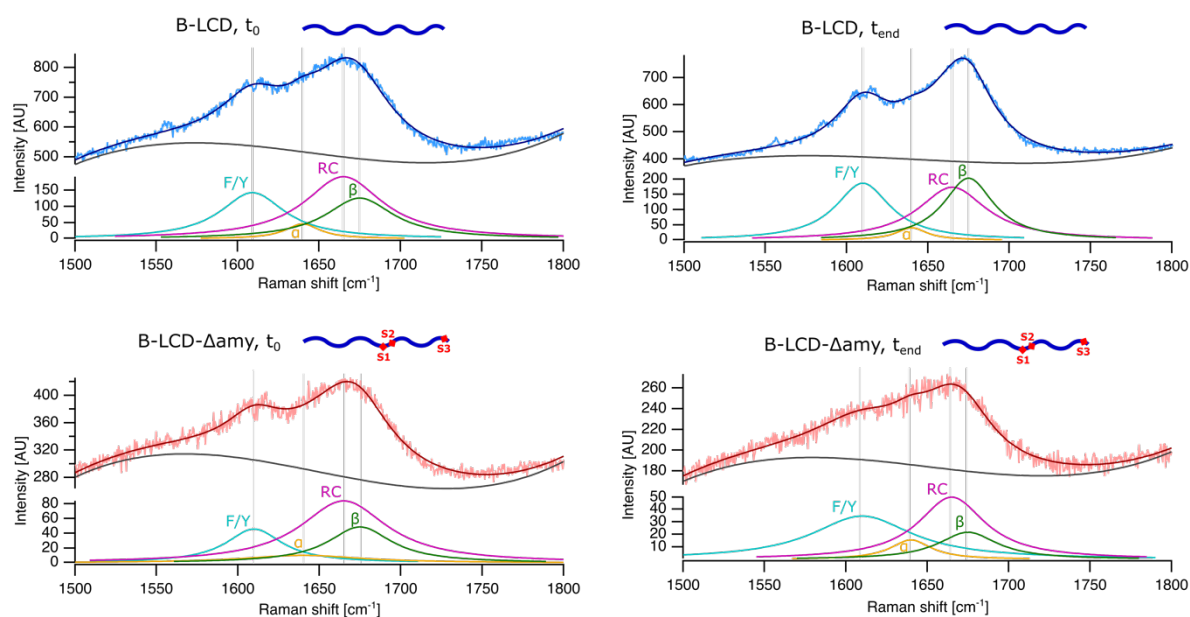 B-LCD, t0
800
700
600
500
Intensity [AU]
150
100
50
0
F/Y
RC
β
α
1500 1550 1600 1650 1700 1750 1800
Raman shift [cm-1]
B-LCD, tend
700
600
500
400
Intensity [AU]
200
150
100
50
0
F/Y
RC
β
α
1500 1550 1600 1650 1700 1750 1800
Raman shift [cm-1]
B-LCD-Δamy, t0
S2
S1
S3
400
360
320
280
Intensity [AU]
80
60
40
20
0
F/Y
RC
β
α
1500 1550 1600 1650 1700 1750 1800
Raman shift [cm-1]
B-LCD-Δamy, tend
S2
S1
S3
260
240
220
200
180
Intensity [AU]
50
40
30
20
10
F/Y
RC
β
α
1500 1550 1600 1650 1700 1750 1800
Raman shift [cm-1]